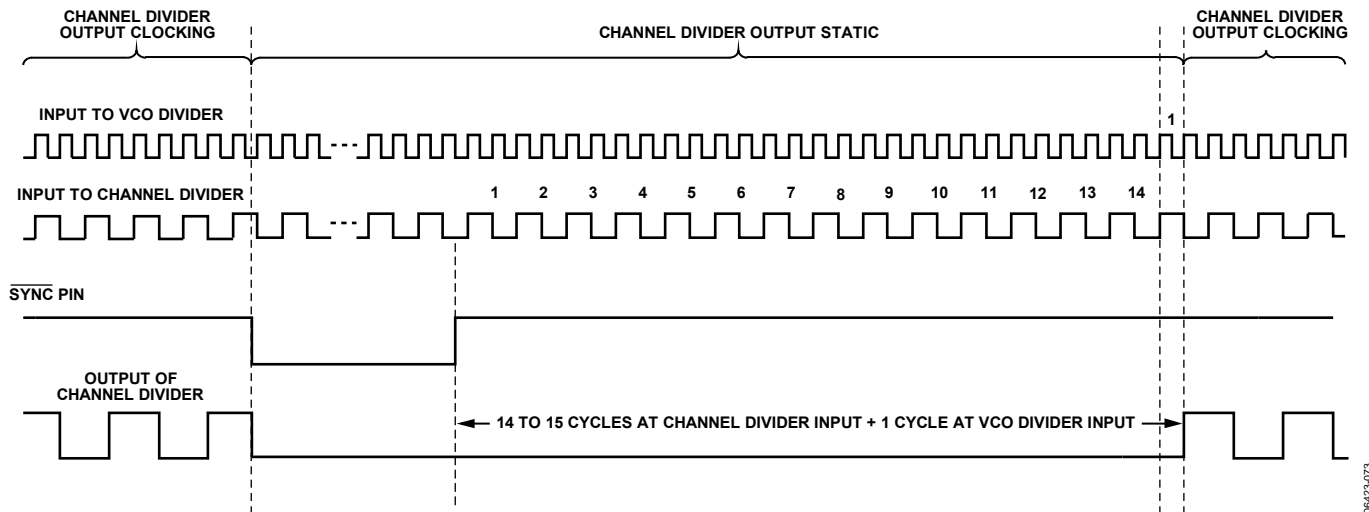 CHANNEL DIVIDER
OUTPUT CLOCKING
CHANNEL DIVIDER OUTPUT STATIC
CHANNEL DIVIDER
OUTPUT CLOCKING
INPUT TO VCO DIVIDER
1
INPUT TO CHANNEL DIVIDER
1 2 3 4 5 6 7 8 9 10 11 12 13 14
SYNC PIN
OUTPUT OF
CHANNEL DIVIDER
14 TO 15 CYCLES AT CHANNEL DIVIDER INPUT + 1 CYCLE AT VCO DIVIDER INPUT
06423-073